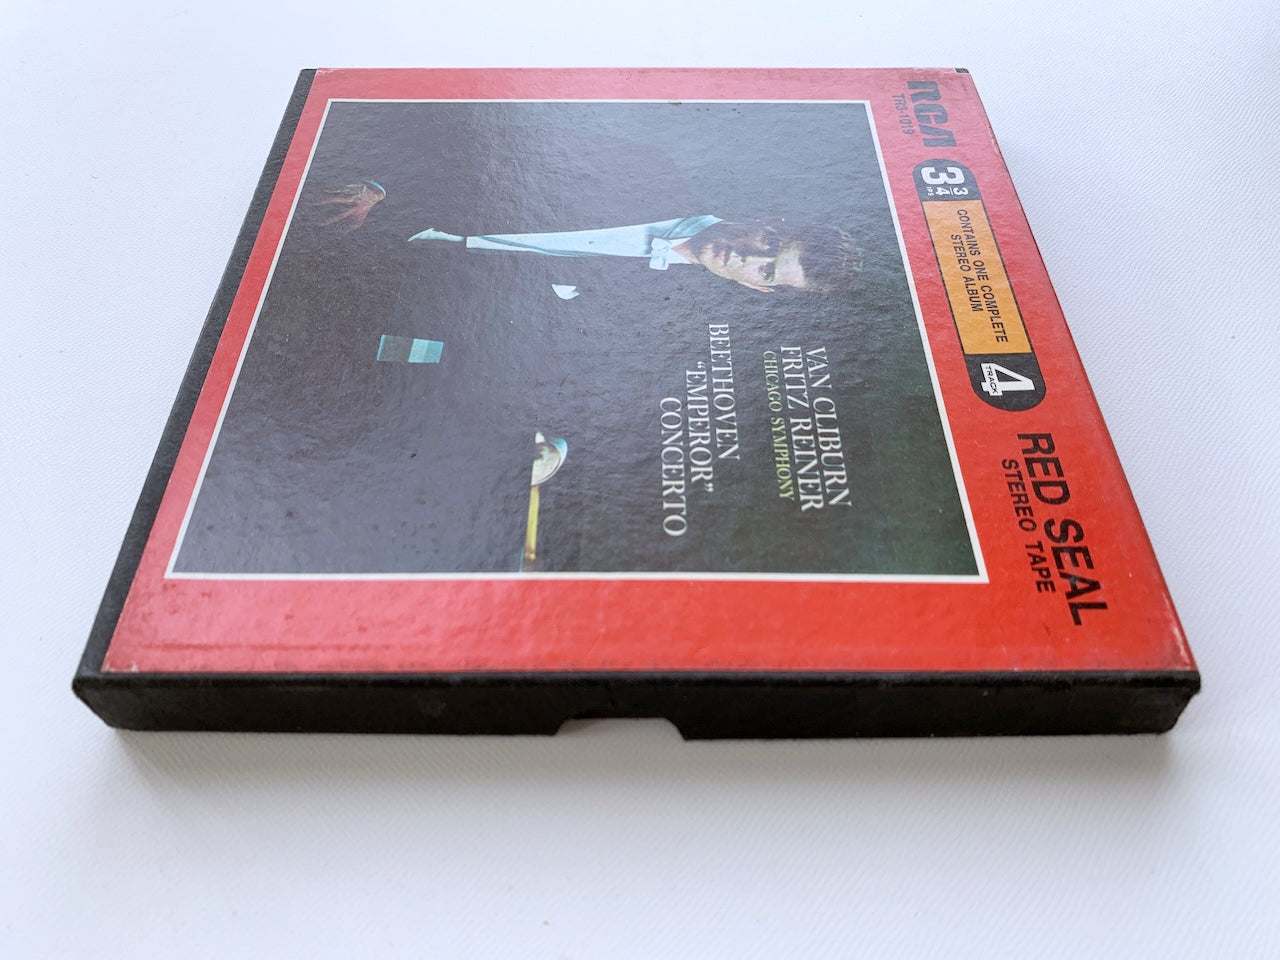 RCA
TR3-1019
3 3/4 IPS
CONTAINS ONE COMPLETE
STEREO ALBUM
4 TRACK
RED SEAL
STEREO TAPE
VAN CLIBURN
FRITZ REINER
CHICAGO SYMPHONY
BEETHOVEN
“EMPEROR”
CONCERTO